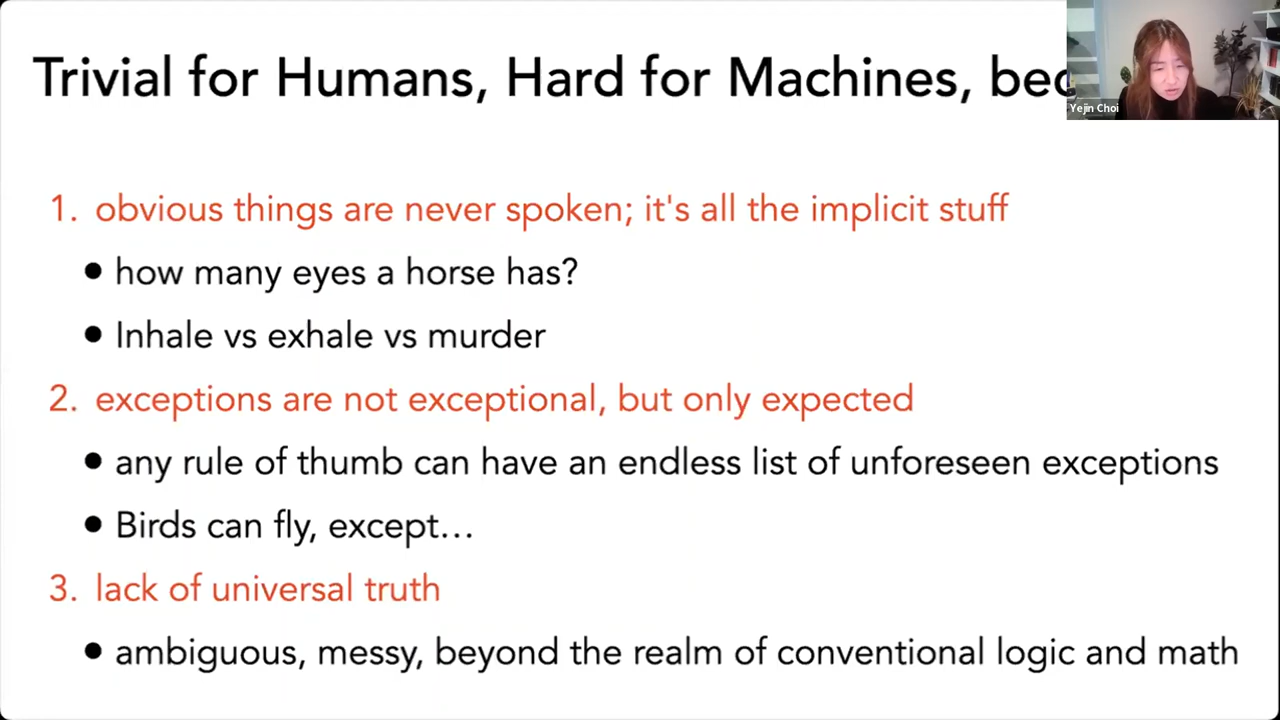 Trivial for Humans, Hard for Machines,
Yejin Choi
1. obvious things are never spoken; it's all the implicit stuff
• how many eyes a horse has?
• Inhale vs exhale vs murder
2. exceptions are not exceptional, but only expected
• any rule of thumb can have an endless list of unforeseen exceptions
• Birds can fly, except…
3. lack of universal truth
• ambiguous, messy, beyond the realm of conventional logic and math